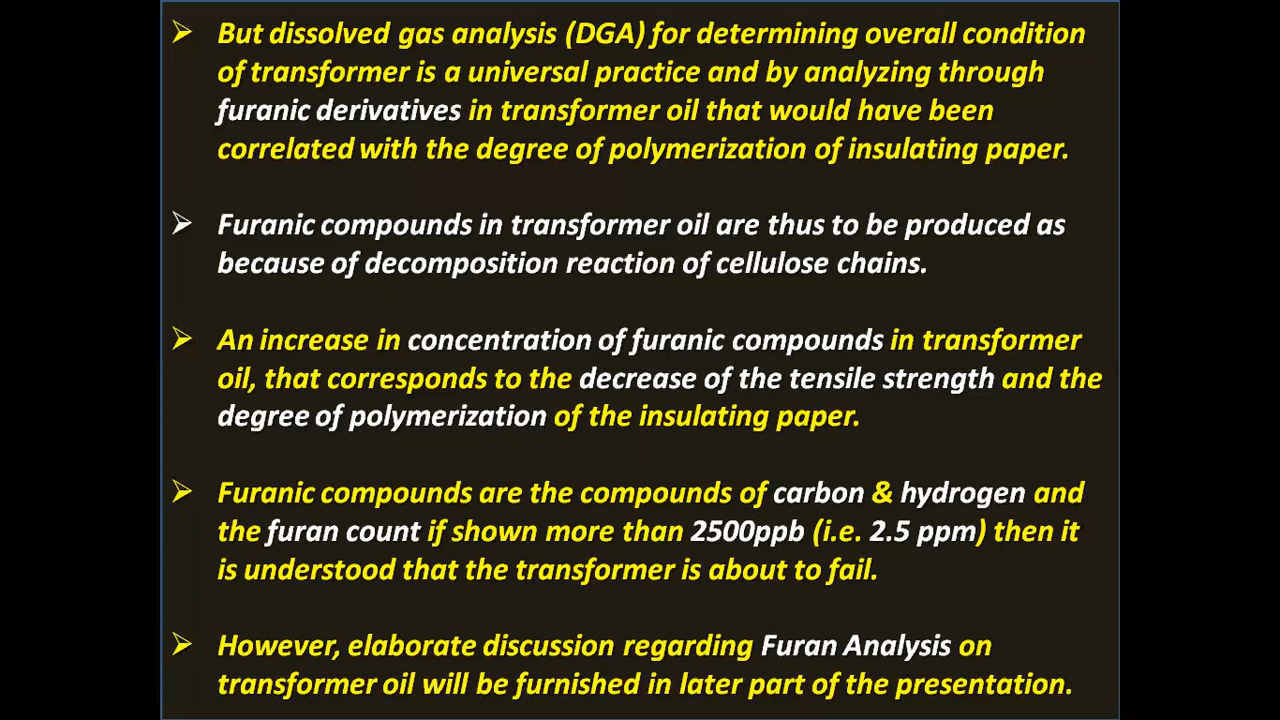 ➢ But dissolved gas analysis (DGA) for determining overall condition
of transformer is a universal practice and by analyzing through
furanic derivatives in transformer oil that would have been
correlated with the degree of polymerization of insulating paper.
➢ Furanic compounds in transformer oil are thus to be produced as
because of decomposition reaction of cellulose chains.
➢ An increase in concentration of furanic compounds in transformer
oil, that corresponds to the decrease of the tensile strength and the
degree of polymerization of the insulating paper.
➢ Furanic compounds are the compounds of carbon & hydrogen and
the furan count if shown more than 2500ppb (i.e. 2.5 ppm) then it
is understood that the transformer is about to fail.
➢ However, elaborate discussion regarding Furan Analysis on
transformer oil will be furnished in later part of the presentation.